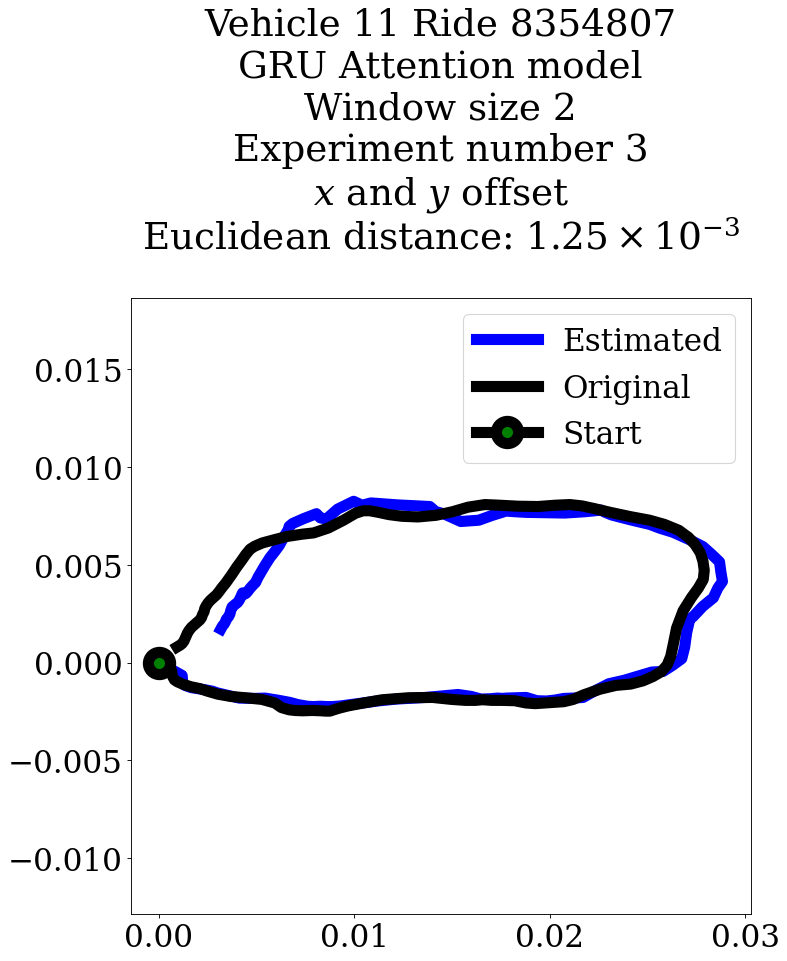 Vehicle 11 Ride 8354807
GRU Attention model
Window size 2
Experiment number 3
x and y offset
Euclidean distance: 1.25 × 10⁻³
Estimated
Original
Start
0.015
0.010
0.005
0.000
−0.005
−0.010
0.00 0.01 0.02 0.03